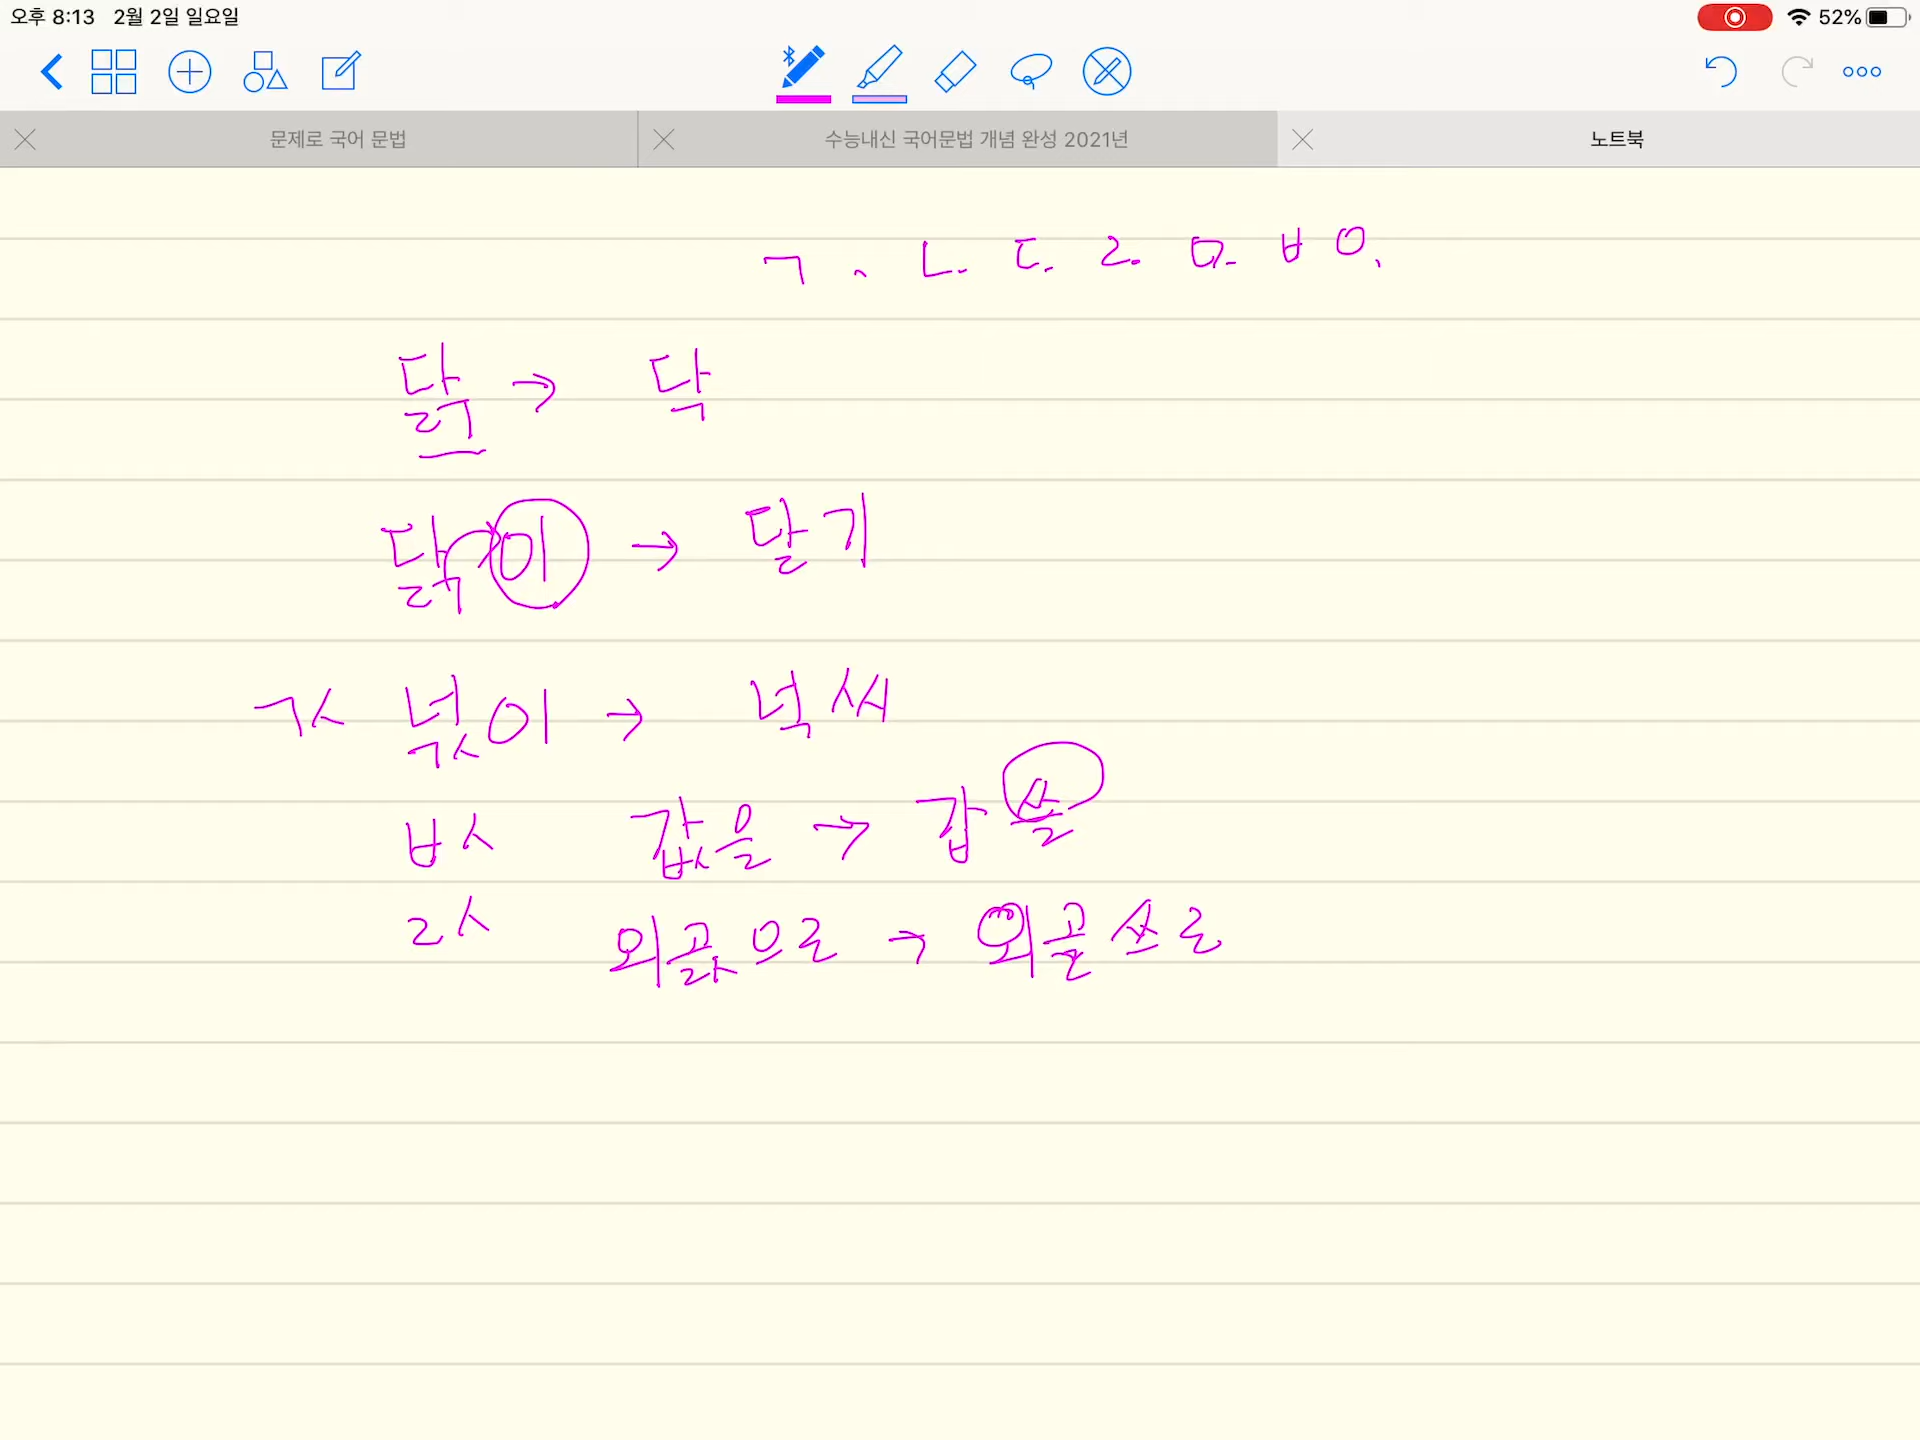 오후 8:13 2월 2일 일요일 52%
문제로 국어 문법 수능내신 국어문법 개념 완성 2021년 노트북
ㄱ. ㄴ. ㄷ. ㄹ. ㅁ. ㅂ ㅇ.
닭 → 닥
닭이 → 달기
ㄳ 넋이 → 넉씨
ㅄ 값을 → 갑쓸
ㄽ 외곬으로 → 외골쓰로